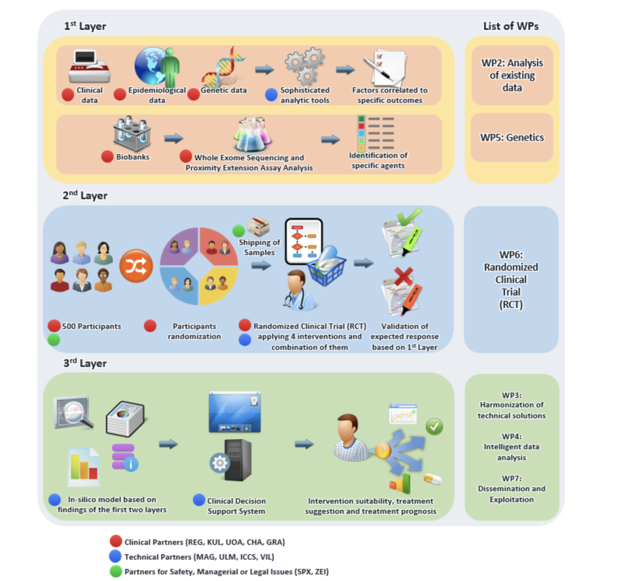 1st Layer
List of WPs
Clinical
data
Epidemiological
data
Genetic data
Sophisticated
analytic tools
Factors correlated to
specific outcomes
WP2: Analysis
of existing
data
Biobanks
Whole Exome Sequencing and
Proximity Extension Assay Analysis
Identification of
specific agents
WP5: Genetics
2nd Layer
Shipping of
Samples
500 Participants
Participants
randomization
Randomized Clinical Trial (RCT)
applying 4 interventions and
combination of them
Validation of
expected response
based on 1st Layer
WP6:
Randomized
Clinical
Trial
(RCT)
3rd Layer
In-silico model based on
findings of the first two layers
Clinical Decision
Support System
Intervention suitability, treatment
suggestion and treatment prognosis
WP3:
Harmonization of
technical solutions
WP4:
Intelligent data
analysis
WP7:
Dissemination and
Exploitation
Clinical Partners (REG, KUL, UOA, CHA, GRA)
Technical Partners (MAG, ULM, ICCS, VIL)
Partners for Safety, Managerial or Legal Issues (SPX, ZEI)